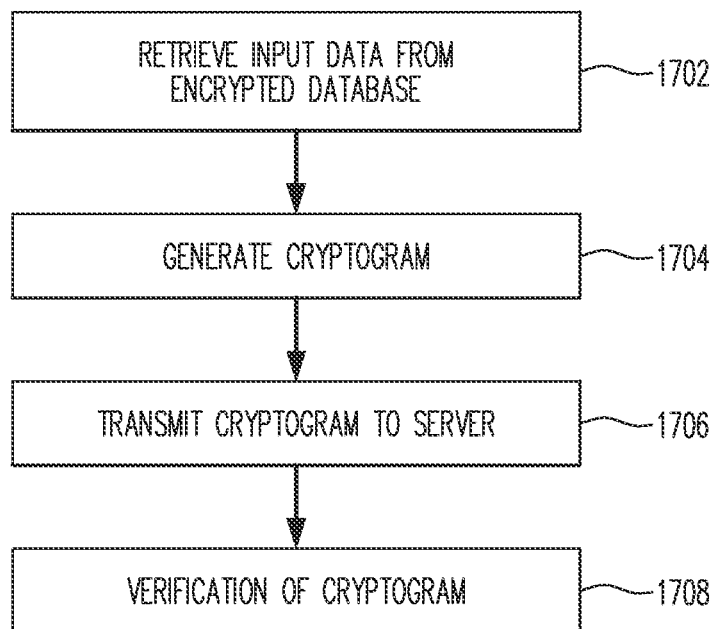 RETRIEVE INPUT DATA FROM
ENCRYPTED DATABASE
1702
GENERATE CRYPTOGRAM
1704
TRANSMIT CRYPTOGRAM TO SERVER
1706
VERIFICATION OF CRYPTOGRAM
1708